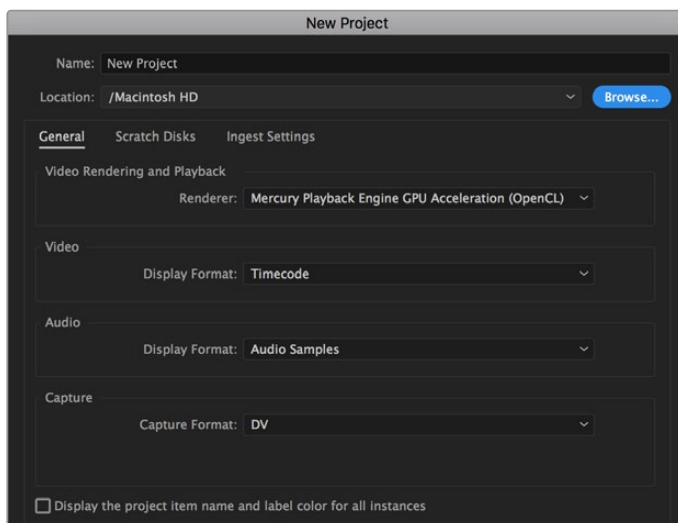 New Project
Name: New Project
Location: /Macintosh HD Browse...
General Scratch Disks Ingest Settings
Video Rendering and Playback
Renderer: Mercury Playback Engine GPU Acceleration (OpenCL)
Video
Display Format: Timecode
Audio
Display Format: Audio Samples
Capture
Capture Format: DV
Display the project item name and label color for all instances